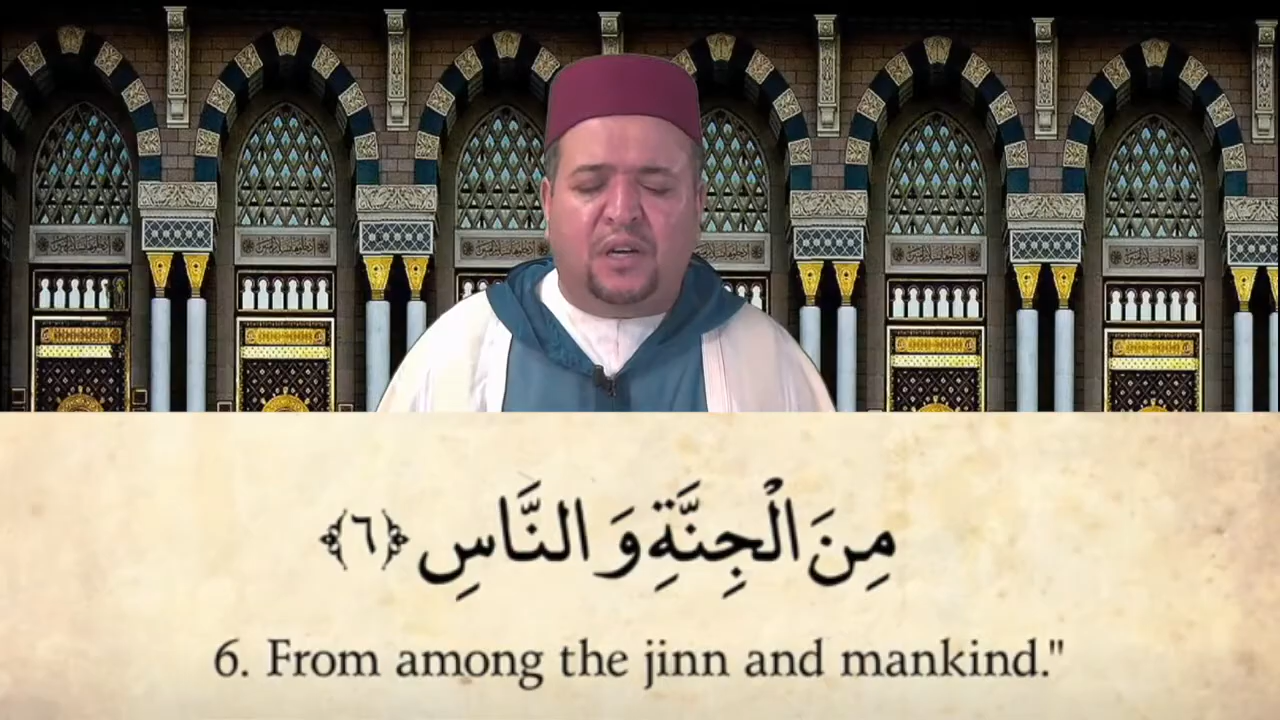 مِنَ الْجِنَّةِ وَ النَّاسِ ﴿٦﴾
6. From among the jinn and mankind."